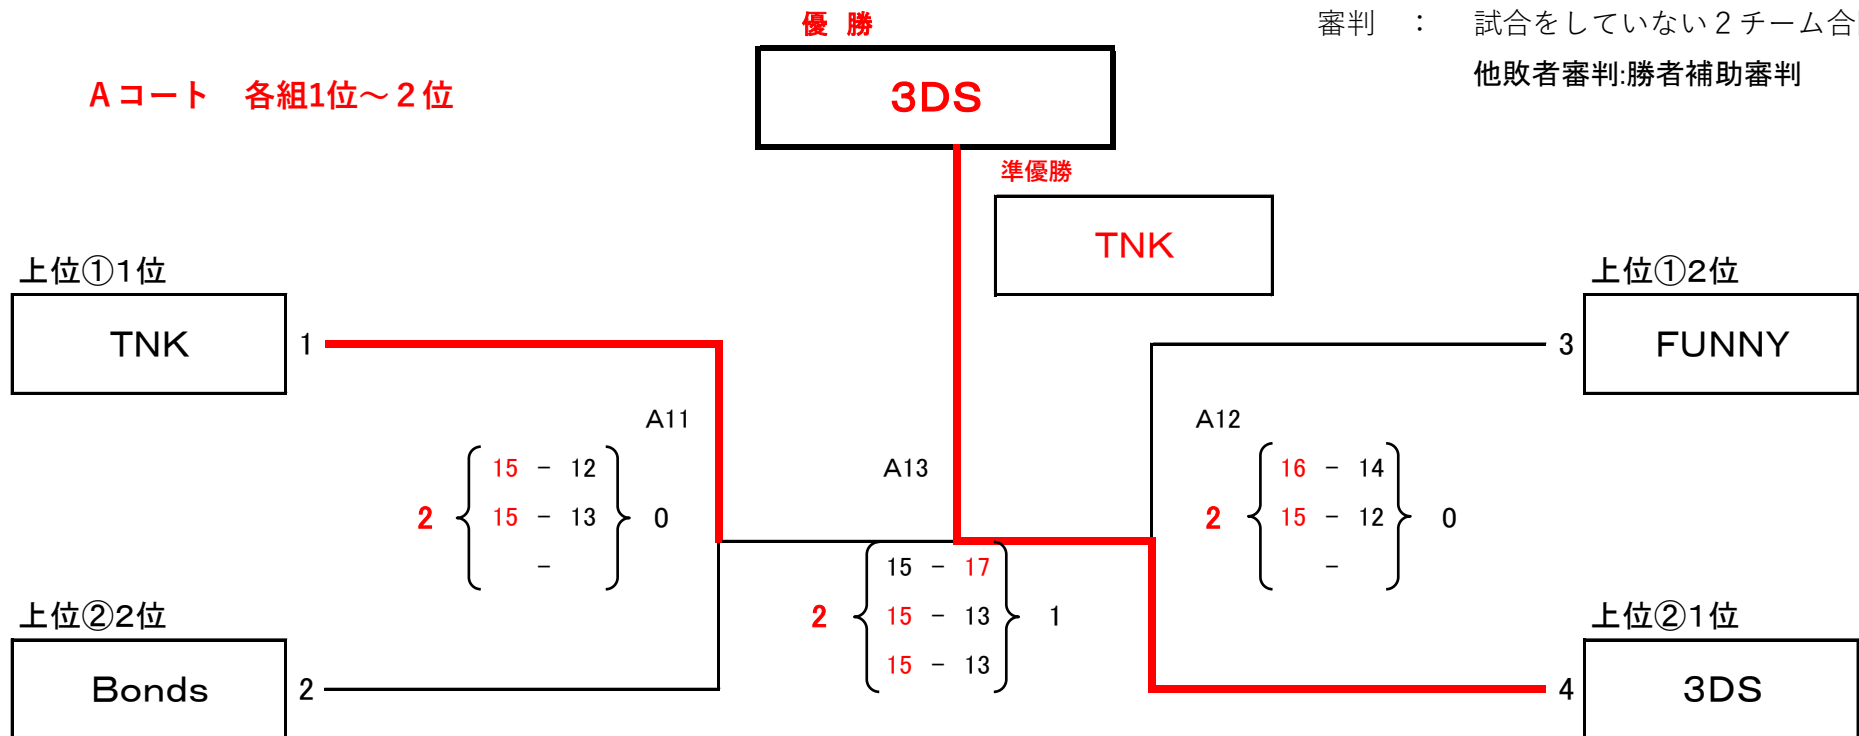 優 勝
審判 ： 試合をしていない２チーム合
他敗者審判:勝者補助審判
Aコート 各組1位～２位
3DS
準優勝
TNK
上位①1位
TNK
1
上位①2位
FUNNY
3
A11
15 - 12
2 15 - 13 0
-
A13
15 - 17
2 15 - 13 1
15 - 13
A12
16 - 14
2 15 - 12 0
-
上位②2位
Bonds
2
上位②1位
3DS
4